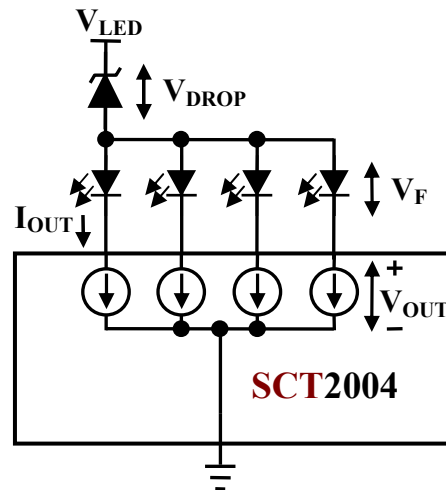 VLED
VDROP
VF
IOUT
+
VOUT
−
SCT2004